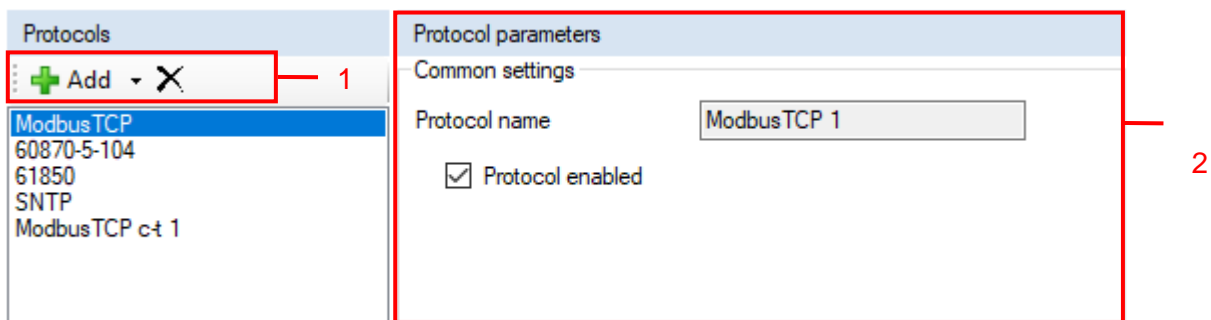 Protocols
Add
1
ModbusTCP
60870-5-104
61850
SNTP
ModbusTCP c-t 1
Protocol parameters
Common settings
Protocol name ModbusTCP 1
Protocol enabled
2